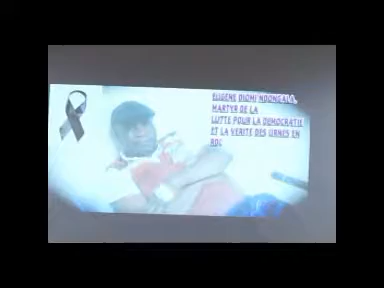 EUGENE DIOMI NDONGALA,
MARTYR DE LA
LUTTE POUR LA DEMOCRATIE
ET LA VERITE DES URNES EN
RDC